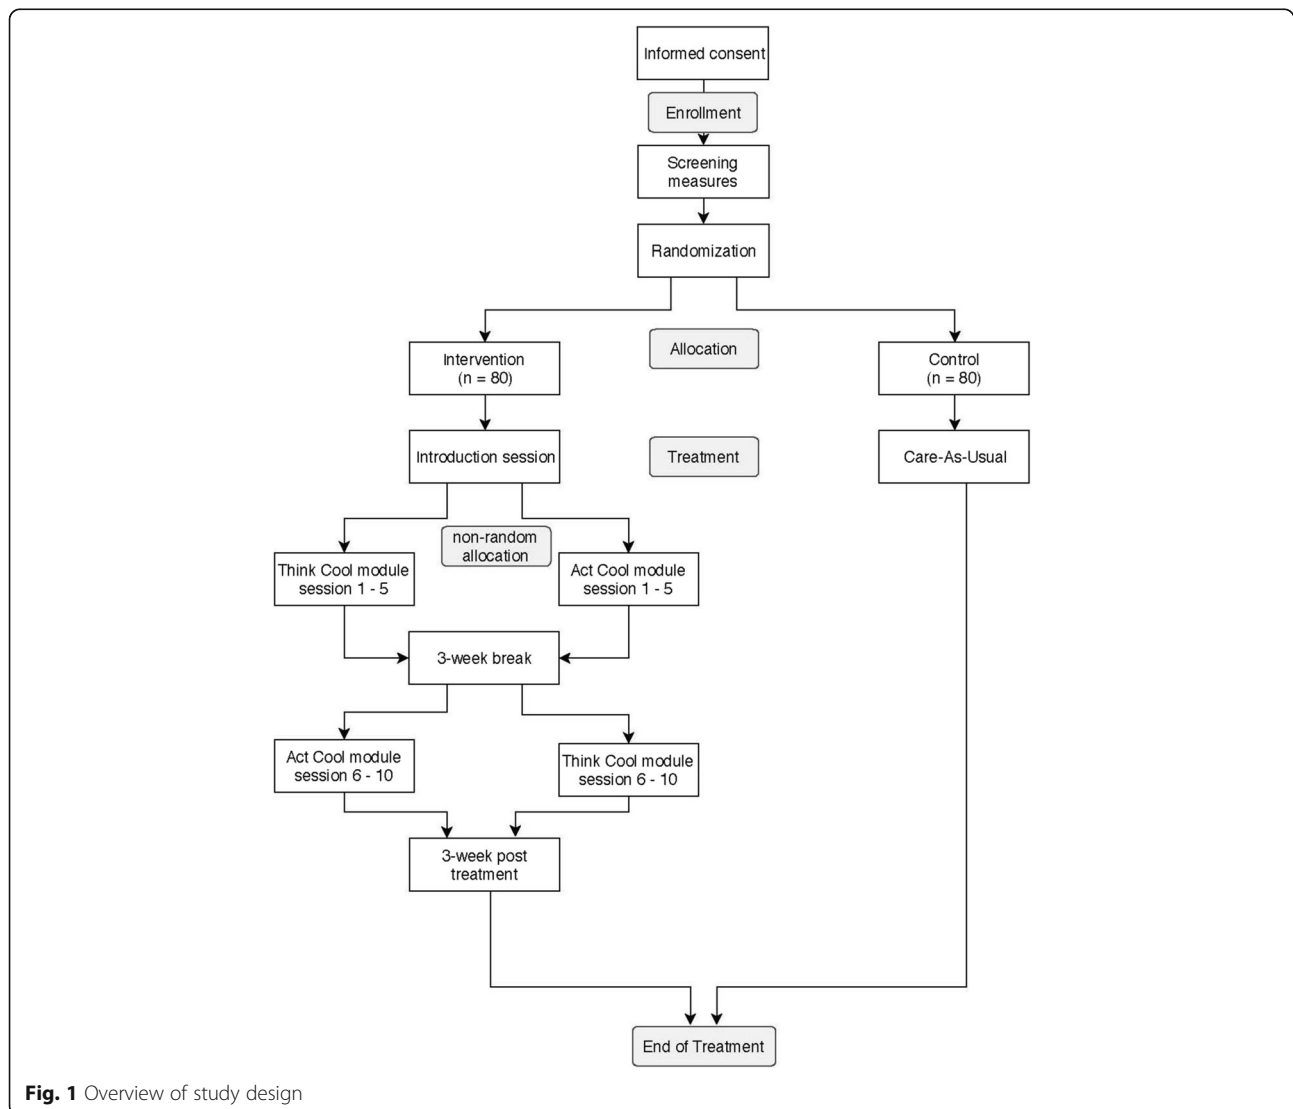 Informed consent
Enrollment
Screening
measures
Randomization
Allocation
Intervention
(n = 80)
Control
(n = 80)
Introduction session
Treatment
Care-As-Usual
non-random
allocation
Think Cool module
session 1 - 5
Act Cool module
session 1 - 5
3-week break
Act Cool module
session 6 - 10
Think Cool module
session 6 - 10
3-week post
treatment
End of Treatment
Fig. 1 Overview of study design